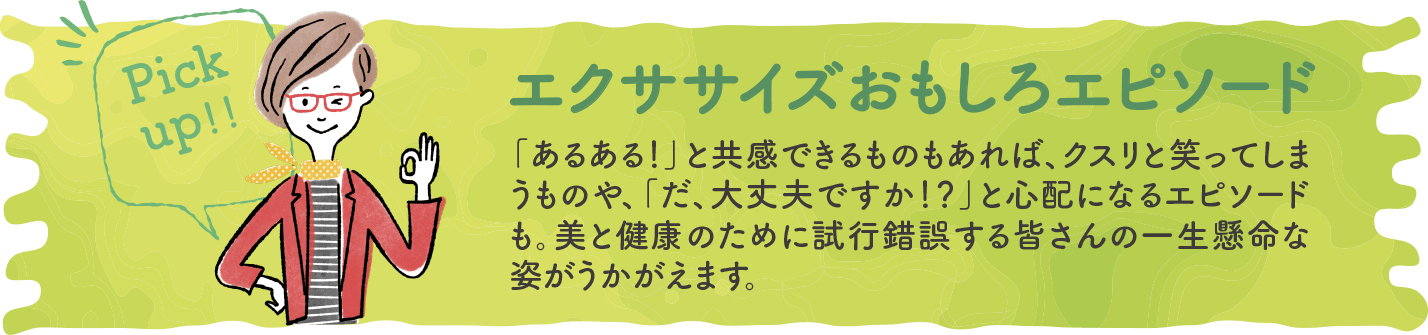 Pick
up!!
エクササイズおもしろエピソード
「あるある！」と共感できるものもあれば、クスリと笑ってしま
うものや、「だ、大丈夫ですか！？」と心配になるエピソード
も。美と健康のために試行錯誤する皆さんの一生懸命な
姿がうかがえます。